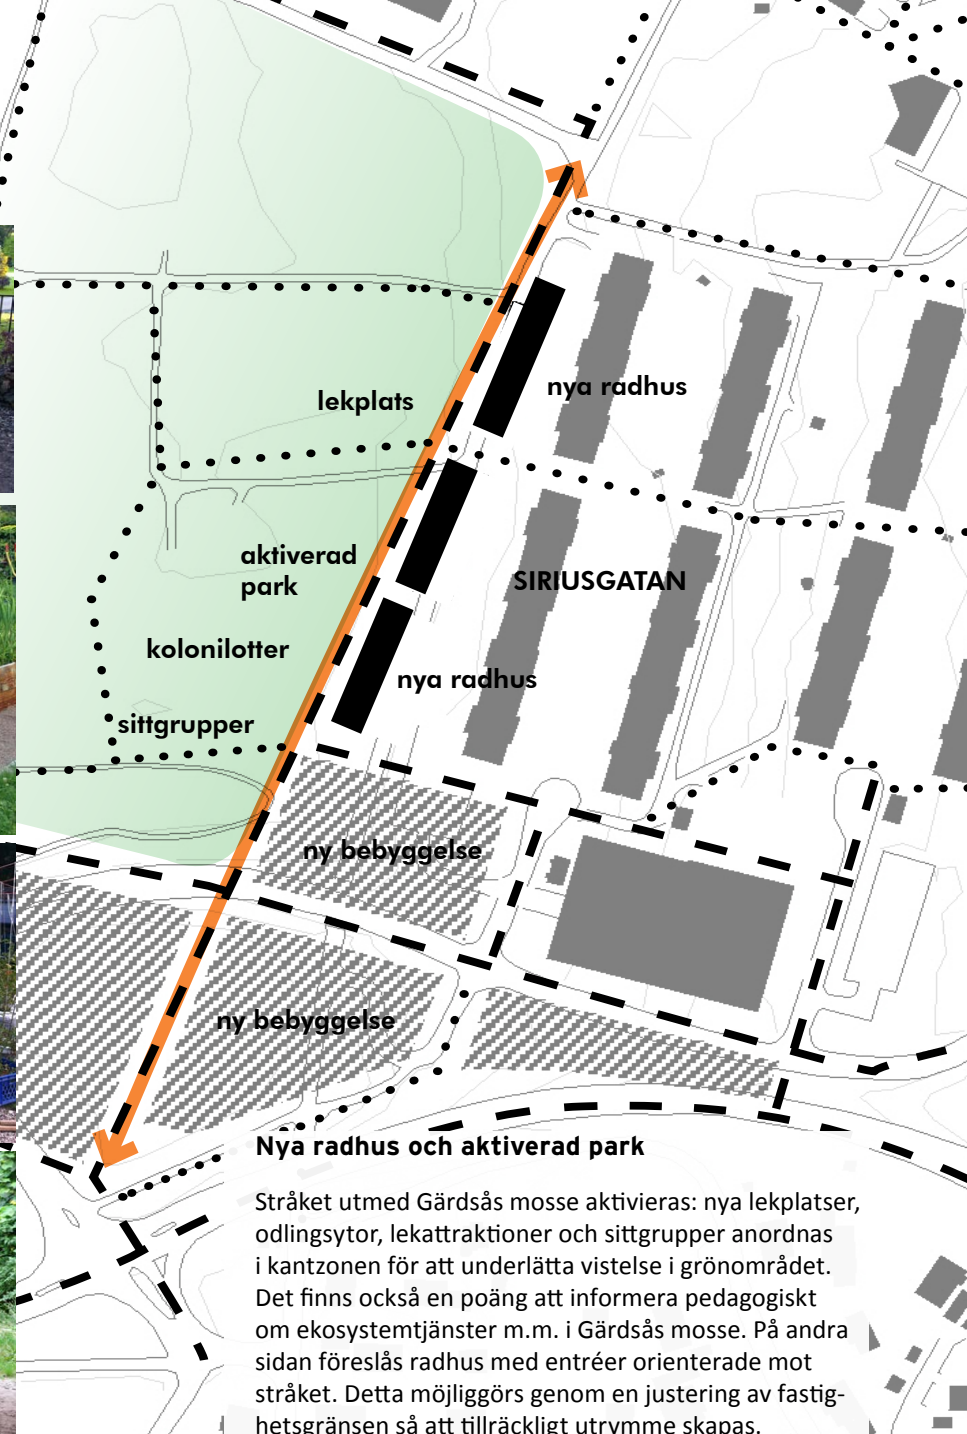 lekplats
nya radhus
aktiverad
park
SIRIUSGATAN
kolonilotter
nya radhus
sittgrupper
ny bebyggelse
ny bebyggelse
Nya radhus och aktiverad park
Stråket utmed Gärdsås mosse aktivieras: nya lekplatser,
odlingsytor, lekattraktioner och sittgrupper anordnas
i kantzonen för att underlätta vistelse i grönområdet.
Det finns också en poäng att informera pedagogiskt
om ekosystemtjänster m.m. i Gärdsås mosse. På andra
sidan föreslås radhus med entréer orienterade mot
stråket. Detta möjliggörs genom en justering av fastig-
hetsgränsen så att tillräckligt utrymme skapas.